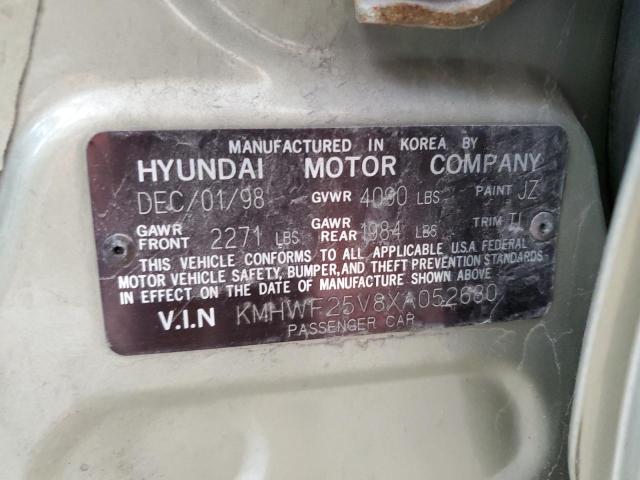 MANUFACTURED IN KOREA BY
HYUNDAI MOTOR COMPANY
DEC/01/98 GVWR 4090 LBS PAINT JZ
GAWR FRONT 2271 LBS GAWR REAR 1984 LBS TRIM TI
THIS VEHICLE CONFORMS TO ALL APPLICABLE U.S.A. FEDERAL
MOTOR VEHICLE SAFETY, BUMPER, AND THEFT PREVENTION STANDARDS
IN EFFECT ON THE DATE OF MANUFACTURE SHOWN ABOVE.
V.I.N KMHWF25V8XA052680
PASSENGER CAR